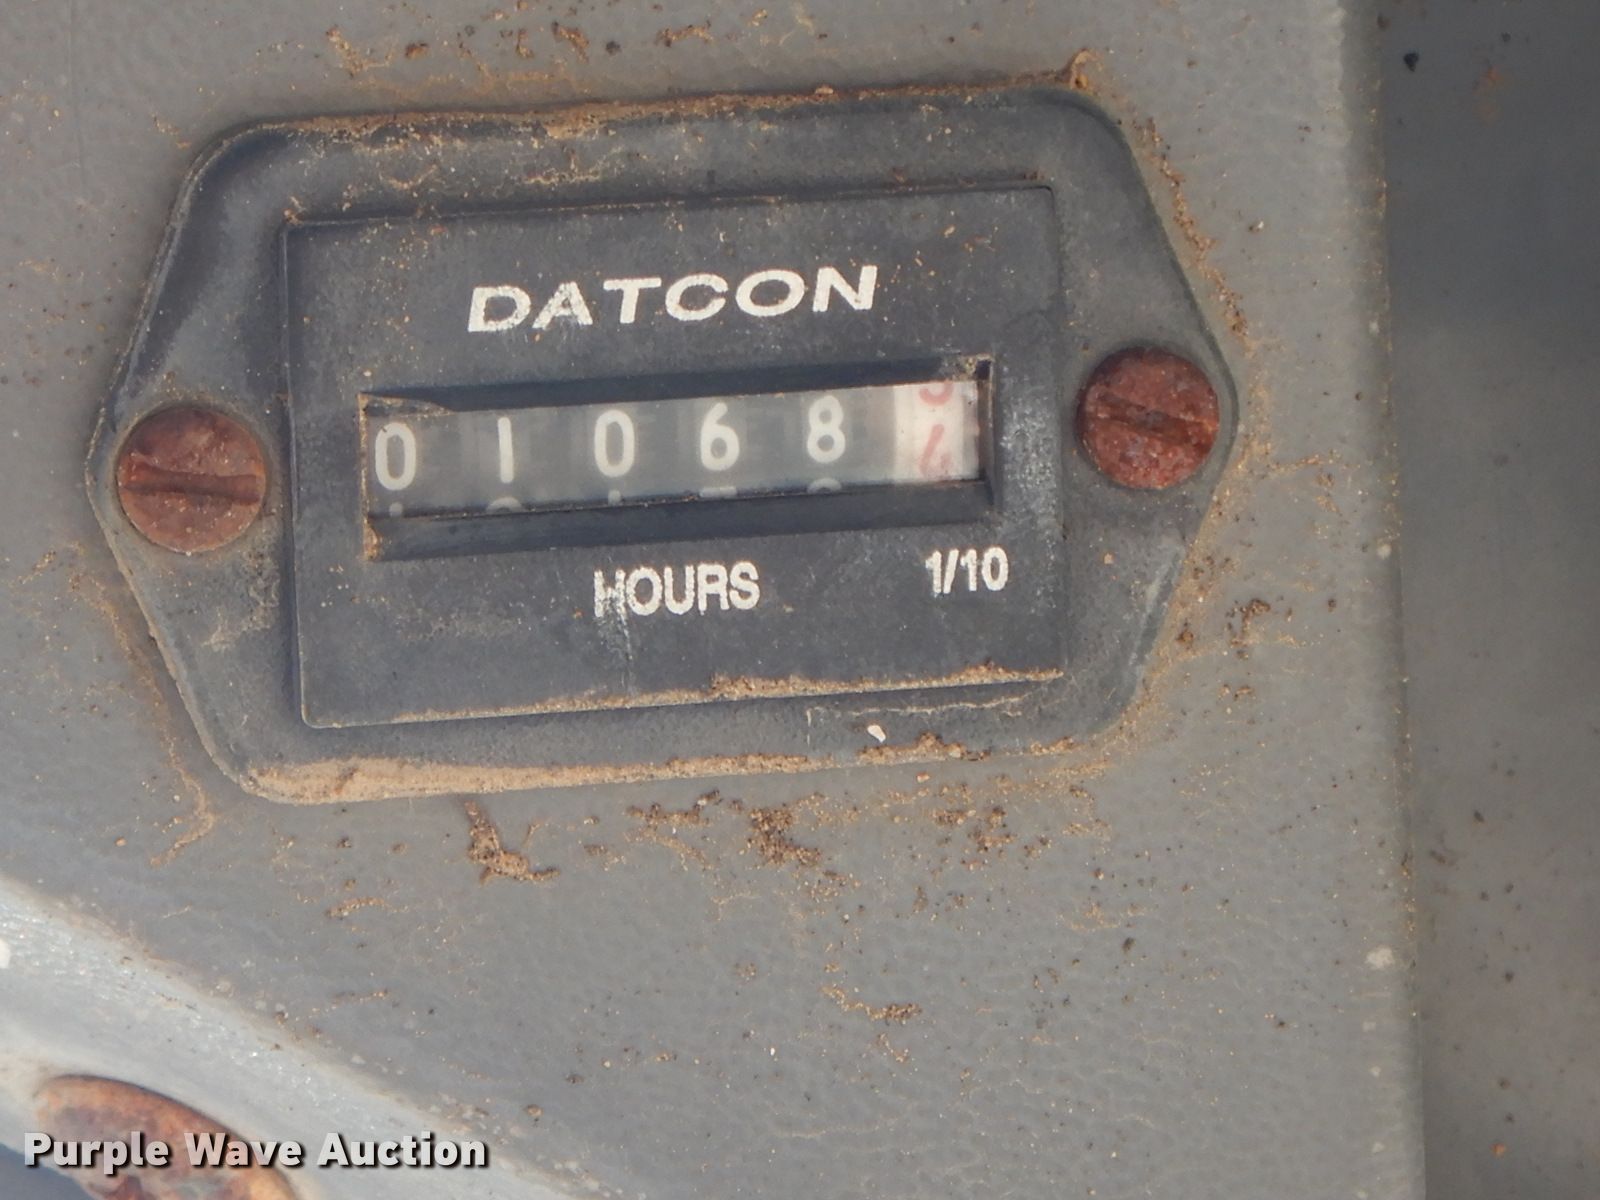 DATCON
01068
HOURS 1/10
Purple Wave Auction